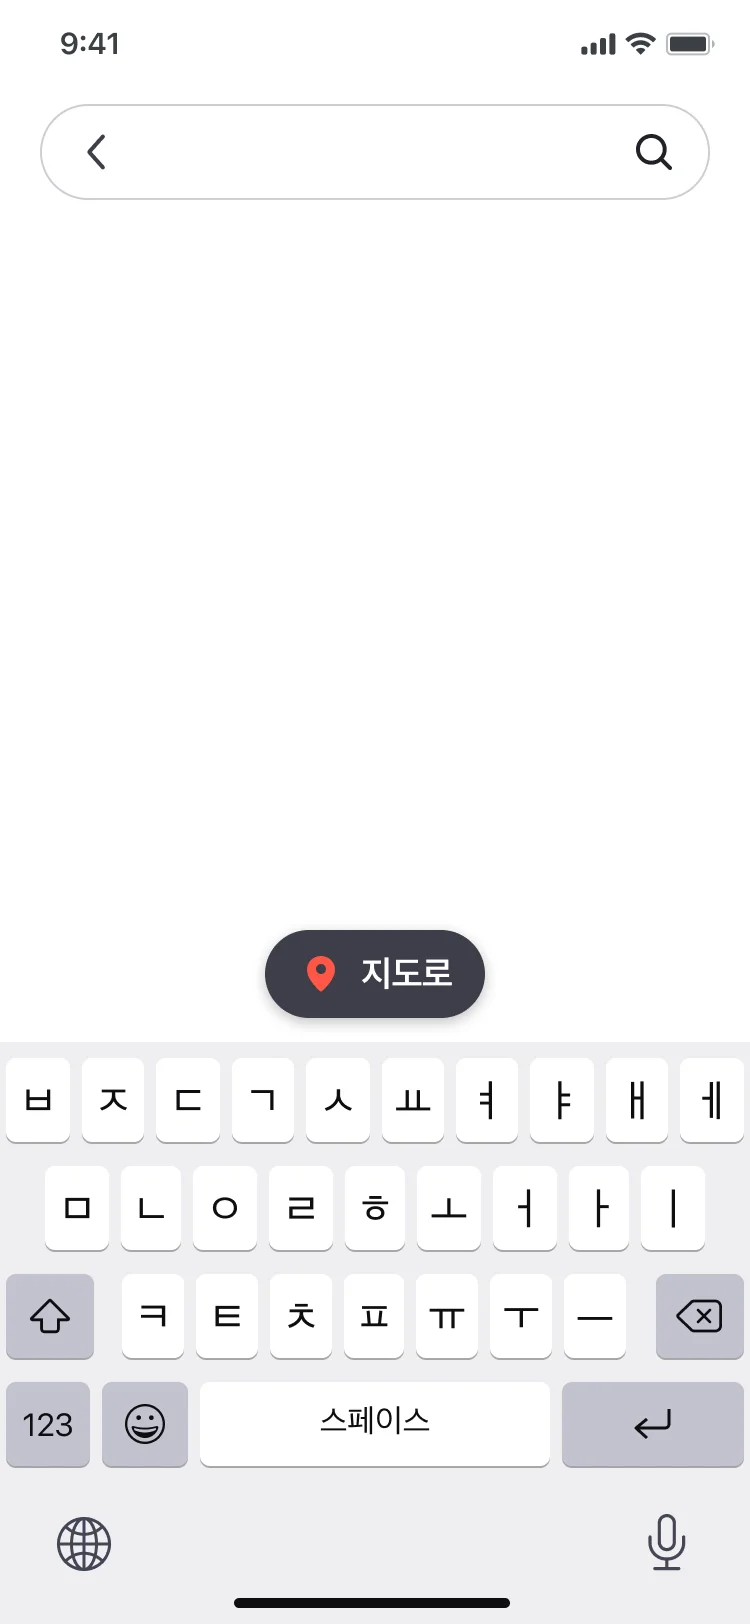 9:41
지도로
ㅂ ㅈ ㄷ ㄱ ㅅ ㅛ ㅕ ㅑ ㅐ ㅔ
ㅁ ㄴ ㅇ ㄹ ㅎ ㅗ ㅓ ㅏ ㅣ
ㅋ ㅌ ㅊ ㅍ ㅠ ㅜ ㅡ
123 스페이스